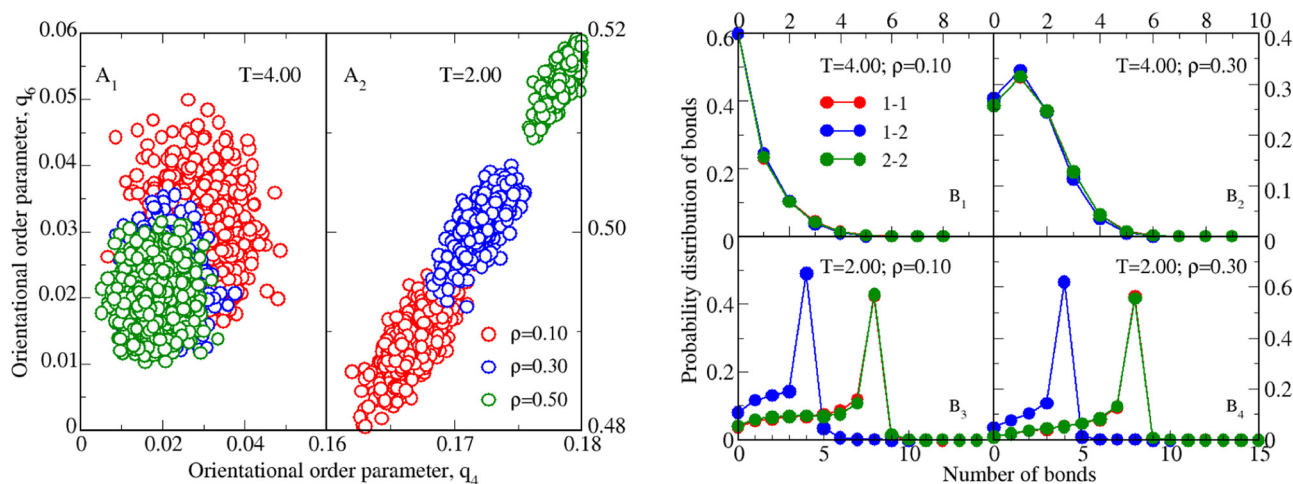 0.06
0.05
0.04
0.03
0.02
0.01
0
Orientational order parameter, q6
A1
T=4.00
A2
T=2.00
0.52
0.50
0.48
ρ=0.10
ρ=0.30
ρ=0.50
0
0.02
0.04
0.16
0.17
0.18
Orientational order parameter, q4
0 2 4 6 8 0 2 4 6 8 10
0.6
0.4
0.2
0.4
0.2
0
Probability distribution of bonds
T=4.00; ρ=0.10
1-1
1-2
2-2
B1
T=4.00; ρ=0.30
B2
0.4
0.3
0.2
0.1
0
0.8
0.6
0.4
0.2
0
T=2.00; ρ=0.10
B3
T=2.00; ρ=0.30
B4
0 5 10 0 5 10 15
Number of bonds